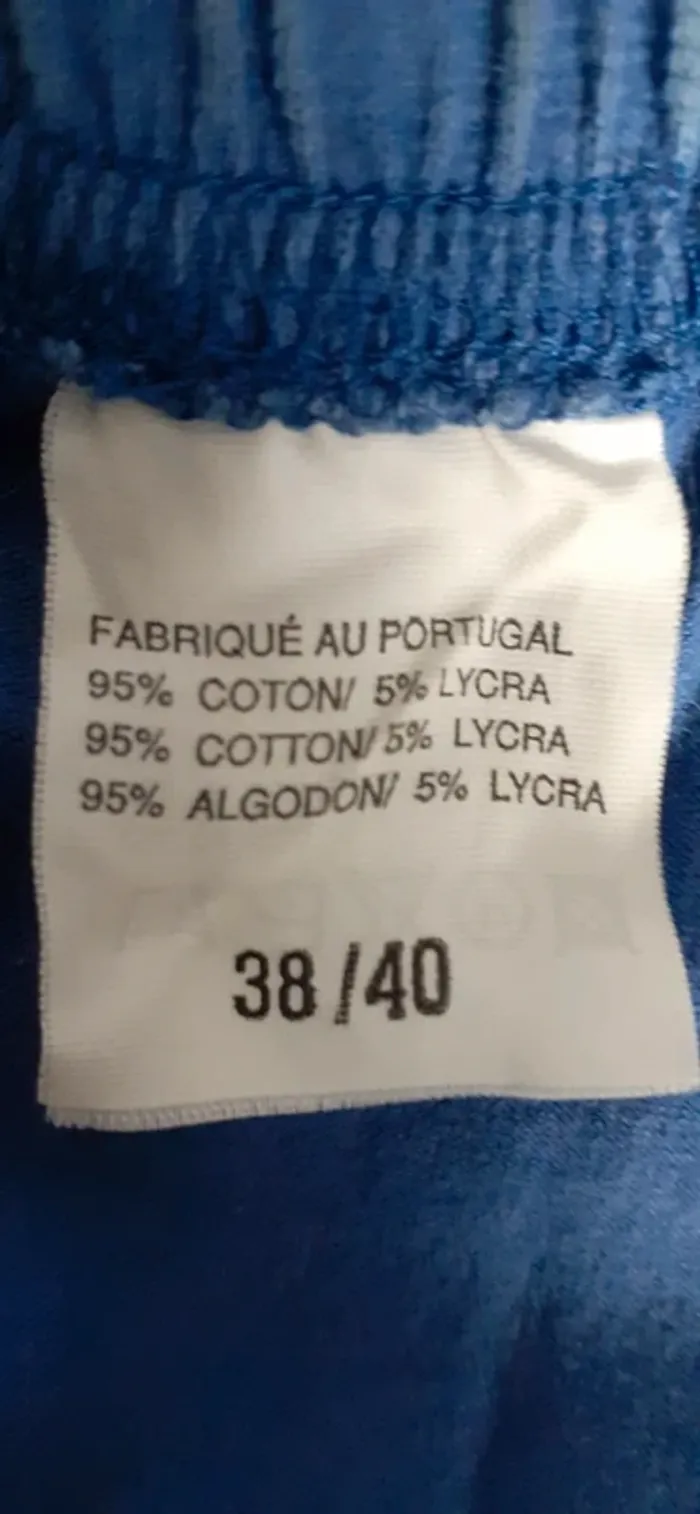 FABRIQUÉ AU PORTUGAL
95% COTON/ 5% LYCRA
95% COTTON/ 5% LYCRA
95% ALGODON/ 5% LYCRA
38/40